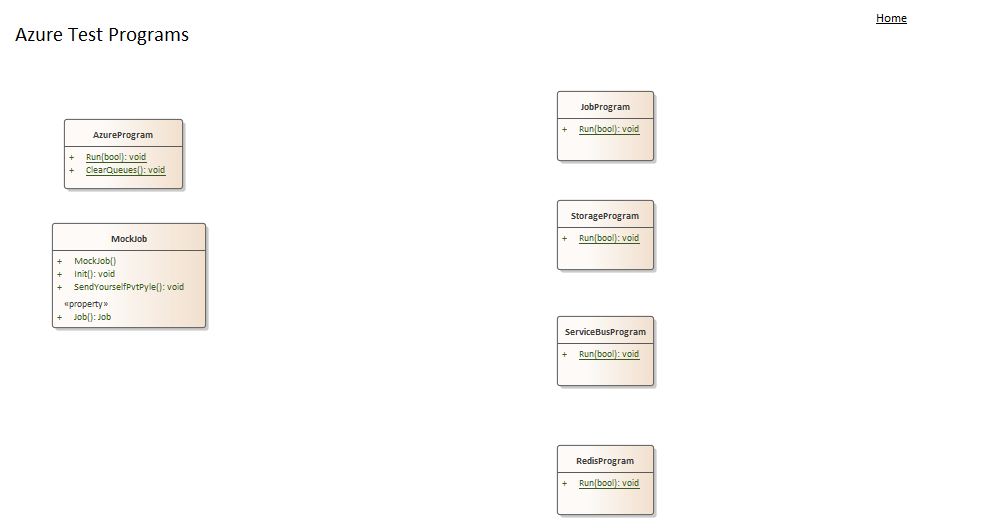 Home
Azure Test Programs
AzureProgram
+ Run(bool): void
+ ClearQueues(): void
MockJob
+ MockJob()
+ Init(): void
+ SendYourselfPvtPyle(): void
«property»
+ Job(): Job
JobProgram
+ Run(bool): void
StorageProgram
+ Run(bool): void
ServiceBusProgram
+ Run(bool): void
RedisProgram
+ Run(bool): void